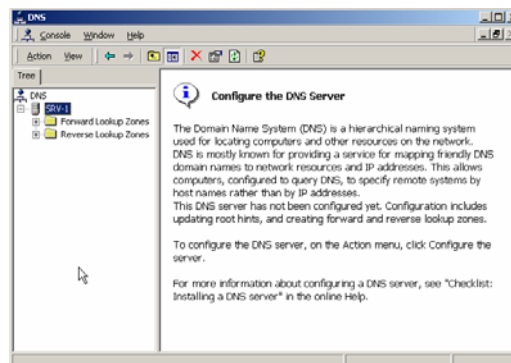 DNS
Console Window Help
Action View
Tree
DNS
SRV-1
Forward Lookup Zones
Reverse Lookup Zones
Configure the DNS Server
The Domain Name System (DNS) is a hierarchical naming system
used for locating computers and other resources on the network.
DNS is mostly known for providing a service for mapping friendly DNS
domain names to network resources and IP addresses. This allows
computers, configured to query DNS, to specify remote systems by
host names rather than by IP addresses.
This DNS server has not been configured yet. Configuration includes
updating root hints, and creating forward and reverse lookup zones.
To configure the DNS server, on the Action menu, click Configure the
server.
For more information about configuring a DNS server, see "Checklist:
Installing a DNS server" in the online Help.